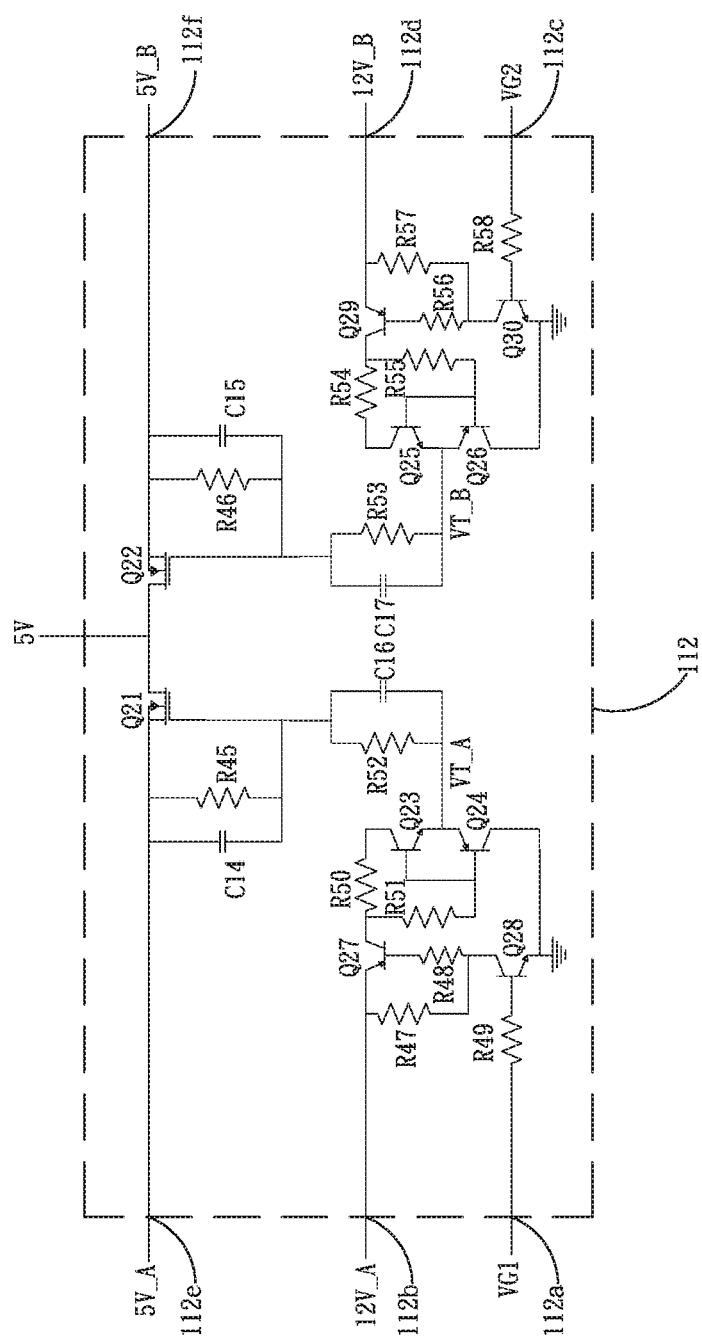 5V
5V_A
5V_B
112e
112f
Q21
Q22
C14
R45
R46
C15
12V_A
12V_B
112b
112d
R52
C16
C17
R53
VT_A
VT_B
Q27
R50
R51
Q23
Q24
R47
R48
Q28
R49
VG1
112a
R54
R55
Q25
Q26
Q29
R56
R57
Q30
R58
VG2
112c
112